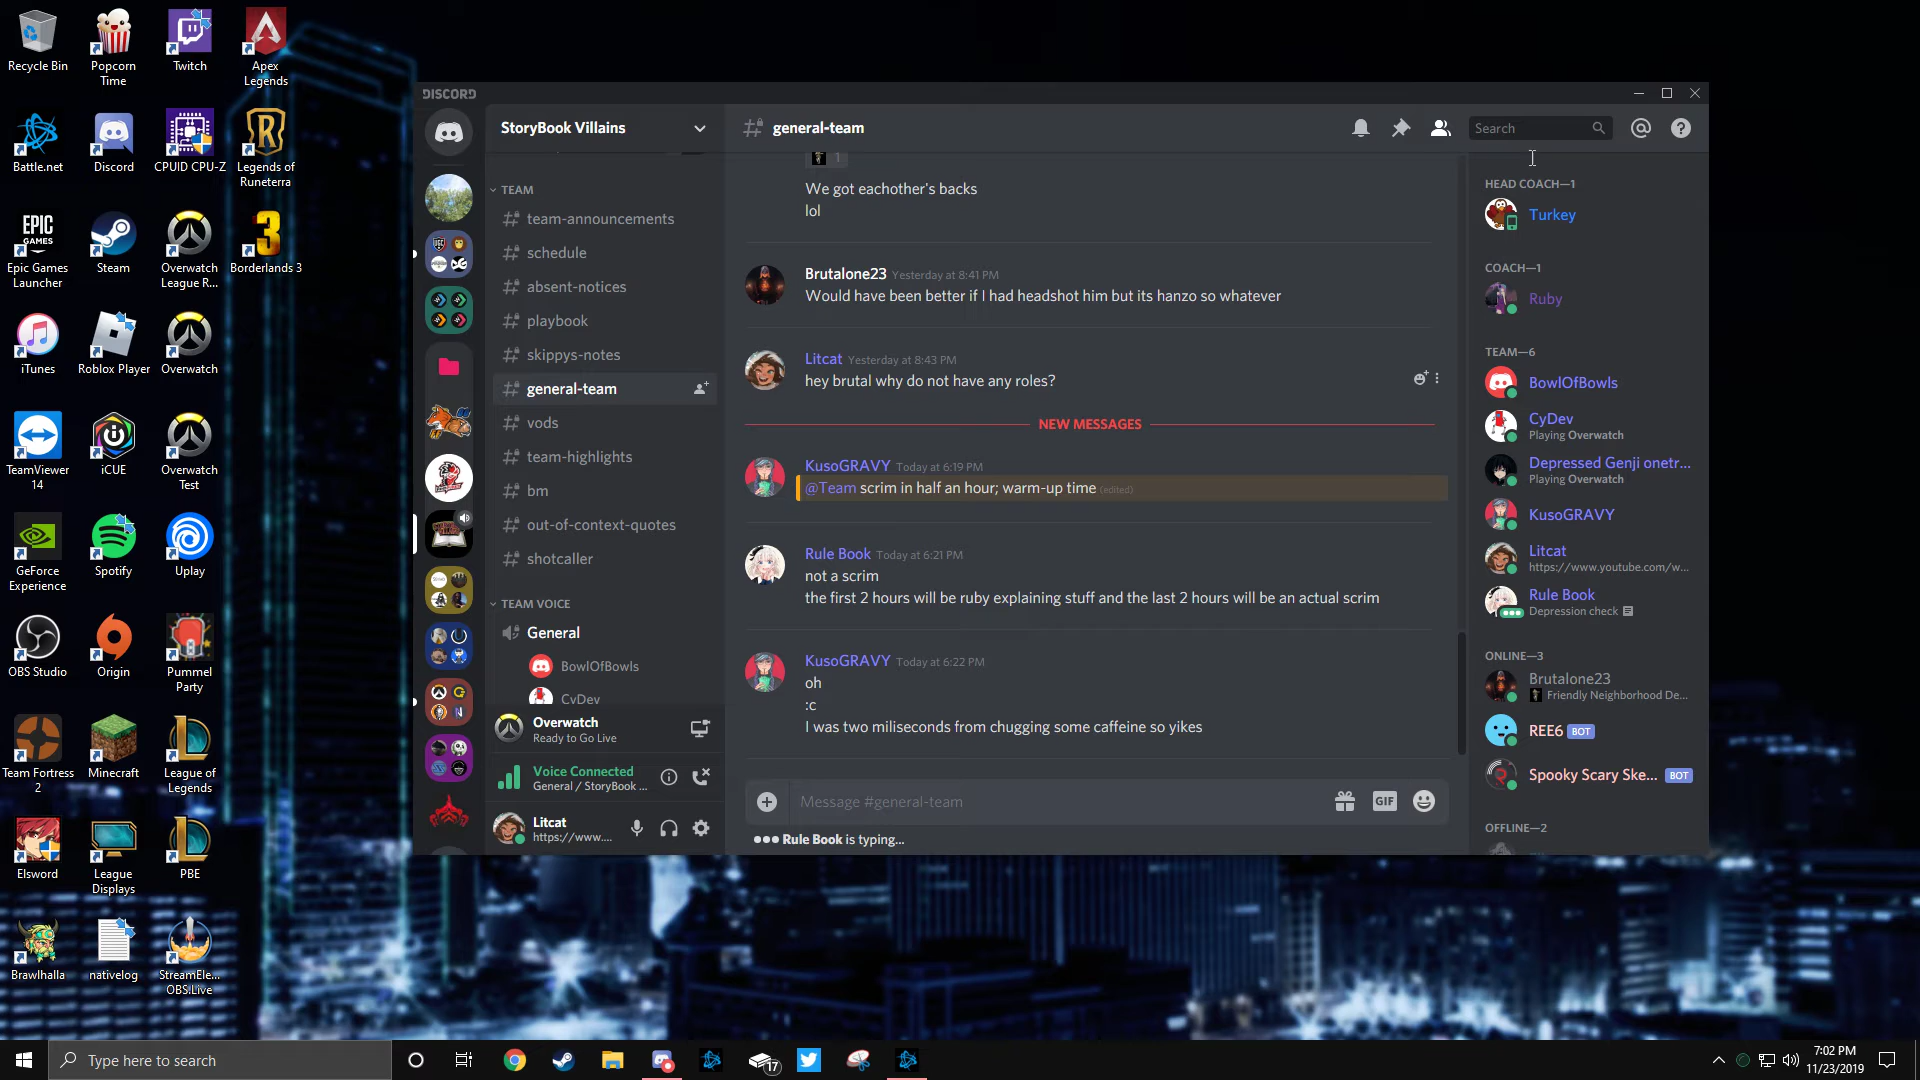 Recycle Bin
Popcorn
Time
Twitch
Apex
Legends
Battle.net
Discord
CPUID CPU-Z
Legends of
Runeterra
EPIC
GAMES
Epic Games
Launcher
Steam
Overwatch
League R...
3
Borderlands 3
iTunes
Roblox Player
Overwatch
TeamViewer
14
iCUE
Overwatch
Test
GeForce
Experience
Spotify
Uplay
OBS Studio
Origin
Pummel
Party
Team Fortress
2
Minecraft
League of
Legends
Elsword
League
Displays
PBE
Brawlhalla
nativelog
StreamEle...
OBS.Live
DISCORD
StoryBook Villains
TEAM
team-announcements
schedule
absent-notices
playbook
skippys-notes
general-team
vods
team-highlights
bm
out-of-context-quotes
shotcaller
TEAM VOICE
General
BowlOfBowls
CyDev
Overwatch
Ready to Go Live
Voice Connected
General / StoryBook ...
Litcat
https://www....
general-team
Search
1
We got eachother's backs
lol
Brutalone23 Yesterday at 8:41 PM
Would have been better if I had headshot him but its hanzo so whatever
Litcat Yesterday at 8:43 PM
hey brutal why do not have any roles?
NEW MESSAGES
KusoGRAVY Today at 6:19 PM
@Team scrim in half an hour; warm-up time (edited)
Rule Book Today at 6:21 PM
not a scrim
the first 2 hours will be ruby explaining stuff and the last 2 hours will be an actual scrim
KusoGRAVY Today at 6:22 PM
oh
:c
I was two miliseconds from chugging some caffeine so yikes
Message #general-team
GIF
Rule Book is typing...
HEAD COACH—1
Turkey
COACH—1
Ruby
TEAM—6
BowlOfBowls
CyDev
Playing Overwatch
Depressed Genji onetr...
Playing Overwatch
KusoGRAVY
Litcat
https://www.youtube.com/w...
Rule Book
Depression check
ONLINE—3
Brutalone23
Friendly Neighborhood De...
REE6 BOT
Spooky Scary Ske... BOT
OFFLINE—2
Type here to search
17
7:02 PM
11/23/2019